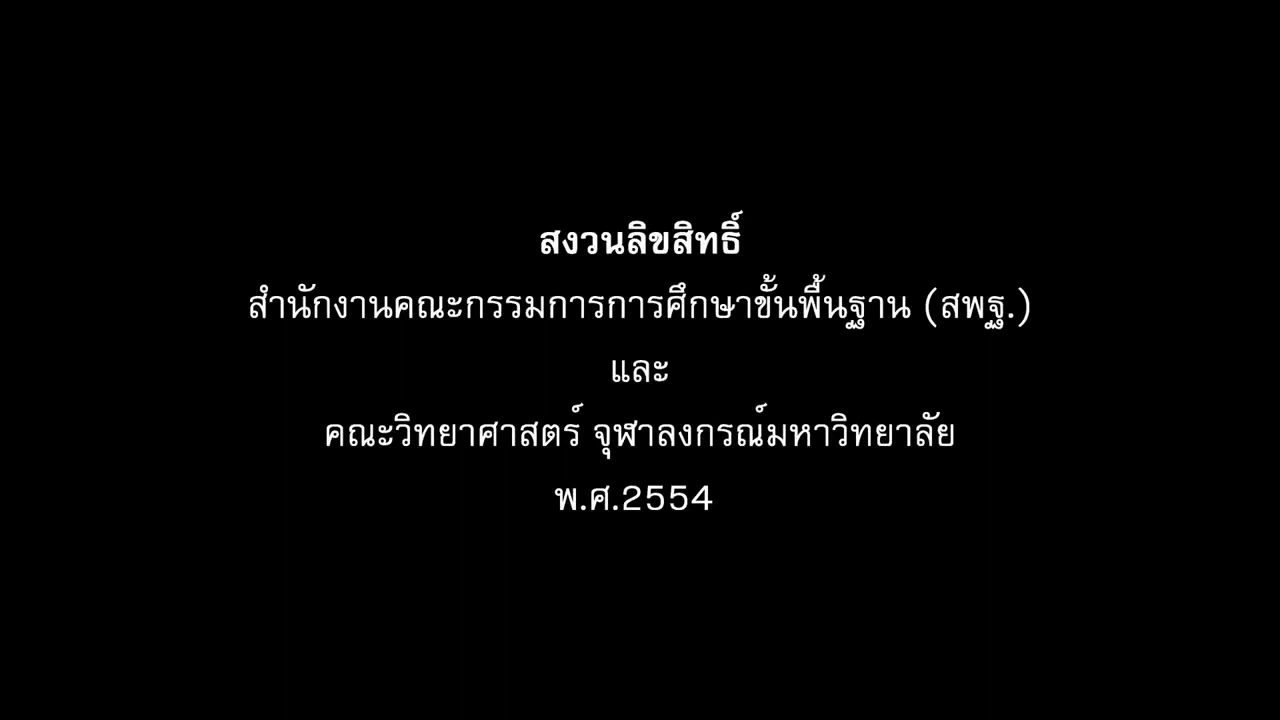 สงวนลิขสิทธิ์
สำนักงานคณะกรรมการการศึกษาขั้นพื้นฐาน (สพฐ.)
และ
คณะวิทยาศาสตร์ จุฬาลงกรณ์มหาวิทยาลัย
พ.ศ.2554